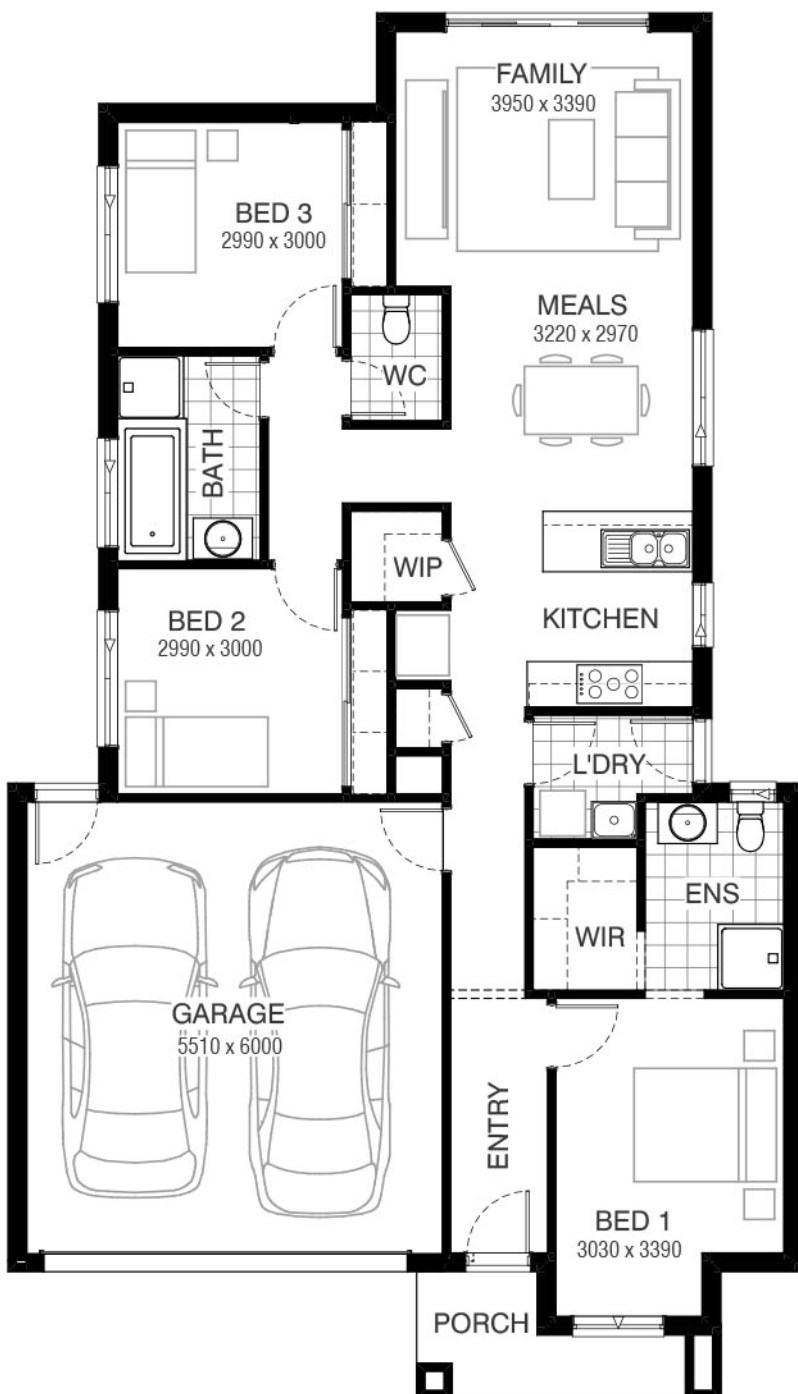 FAMILY
3950 x 3390
BED 3
2990 x 3000
MEALS
3220 x 2970
WC
BATH
WIP
BED 2
2990 x 3000
KITCHEN
L'DRY
ENS
WIR
GARAGE
5510 x 6000
ENTRY
BED 1
3030 x 3390
PORCH